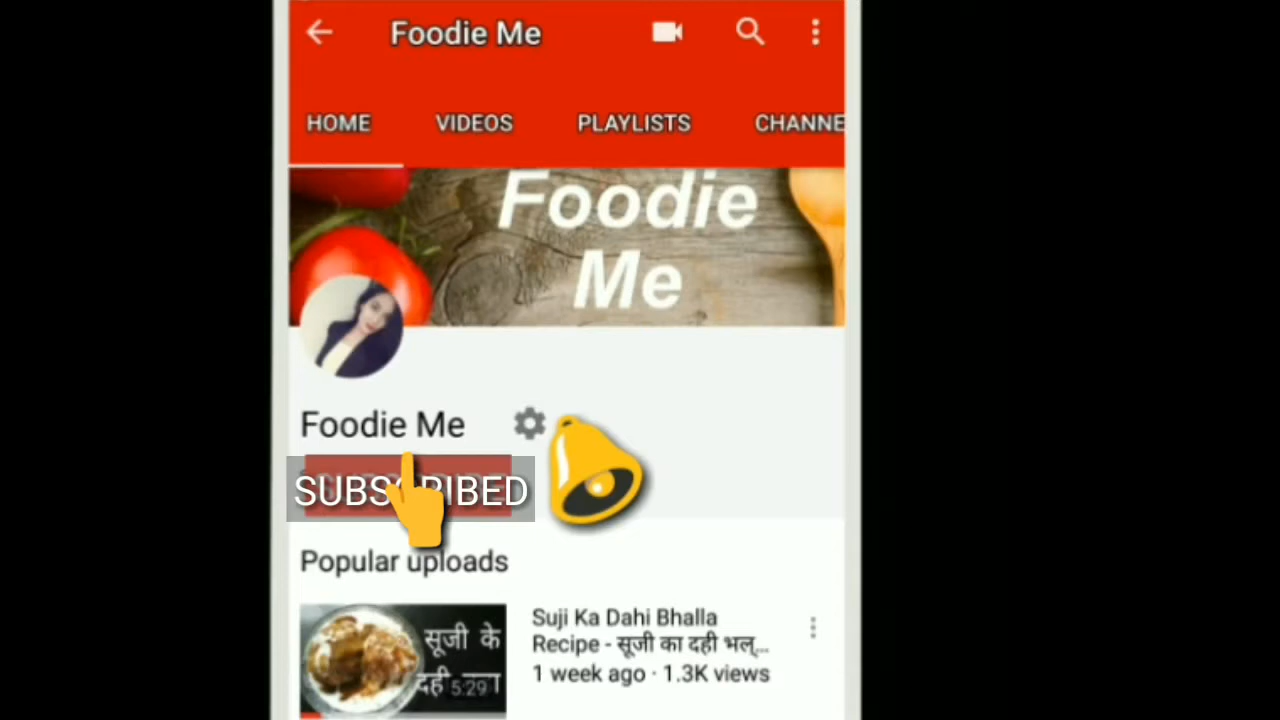 Foodie Me
HOME VIDEOS PLAYLISTS CHANNE
Foodie
Me
Foodie Me
SUBSCRIBED
Popular uploads
सूजी के
दही
5:29
Suji Ka Dahi Bhalla
Recipe - सूजी का दही भल्...
1 week ago · 1.3K views